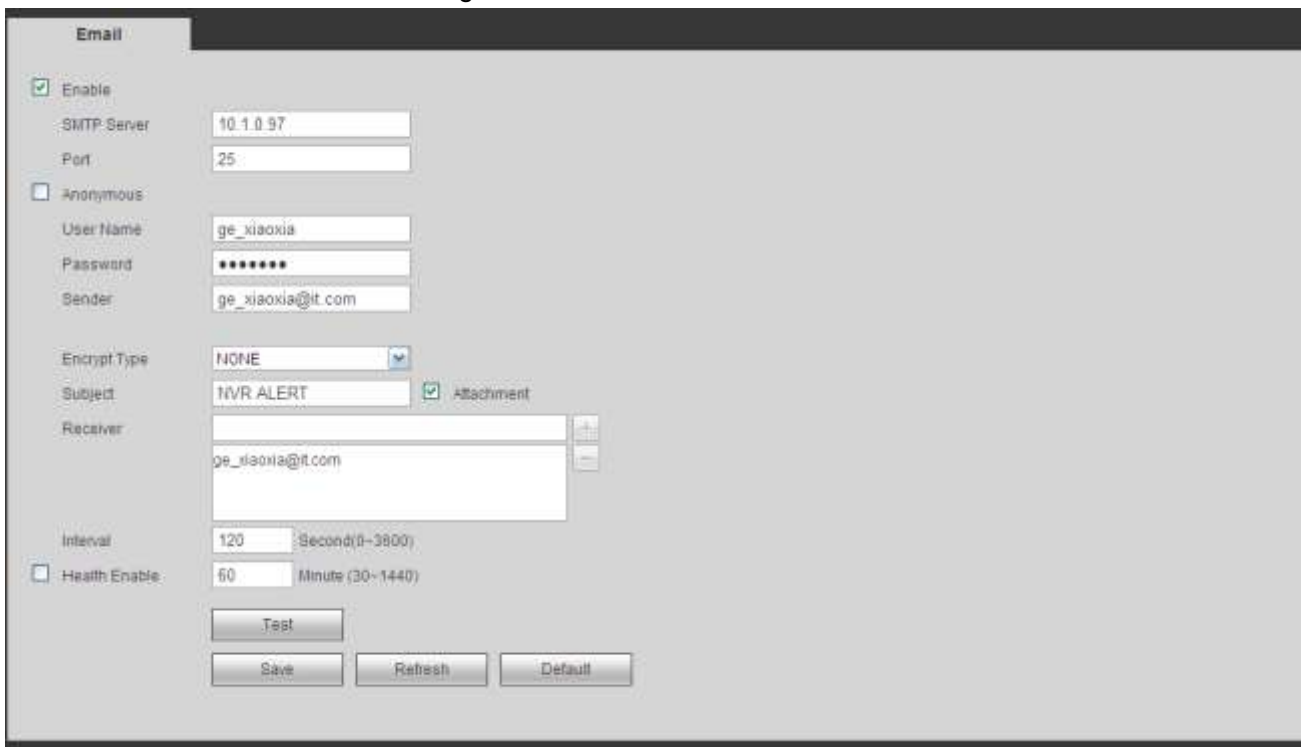 Email
Enable
SMTP Server 10.1.0.97
Port 25
Anonymous
User Name ge_xiaoxia
Password •••••••
Sender ge_xiaoxia@it.com
Encrypt Type NONE
Subject NVR ALERT Attachment
Receiver +
ge_xiaoxia@it.com −
Interval 120 Second(0~3600)
Health Enable 60 Minute (30~1440)
Test
Save Refresh Default